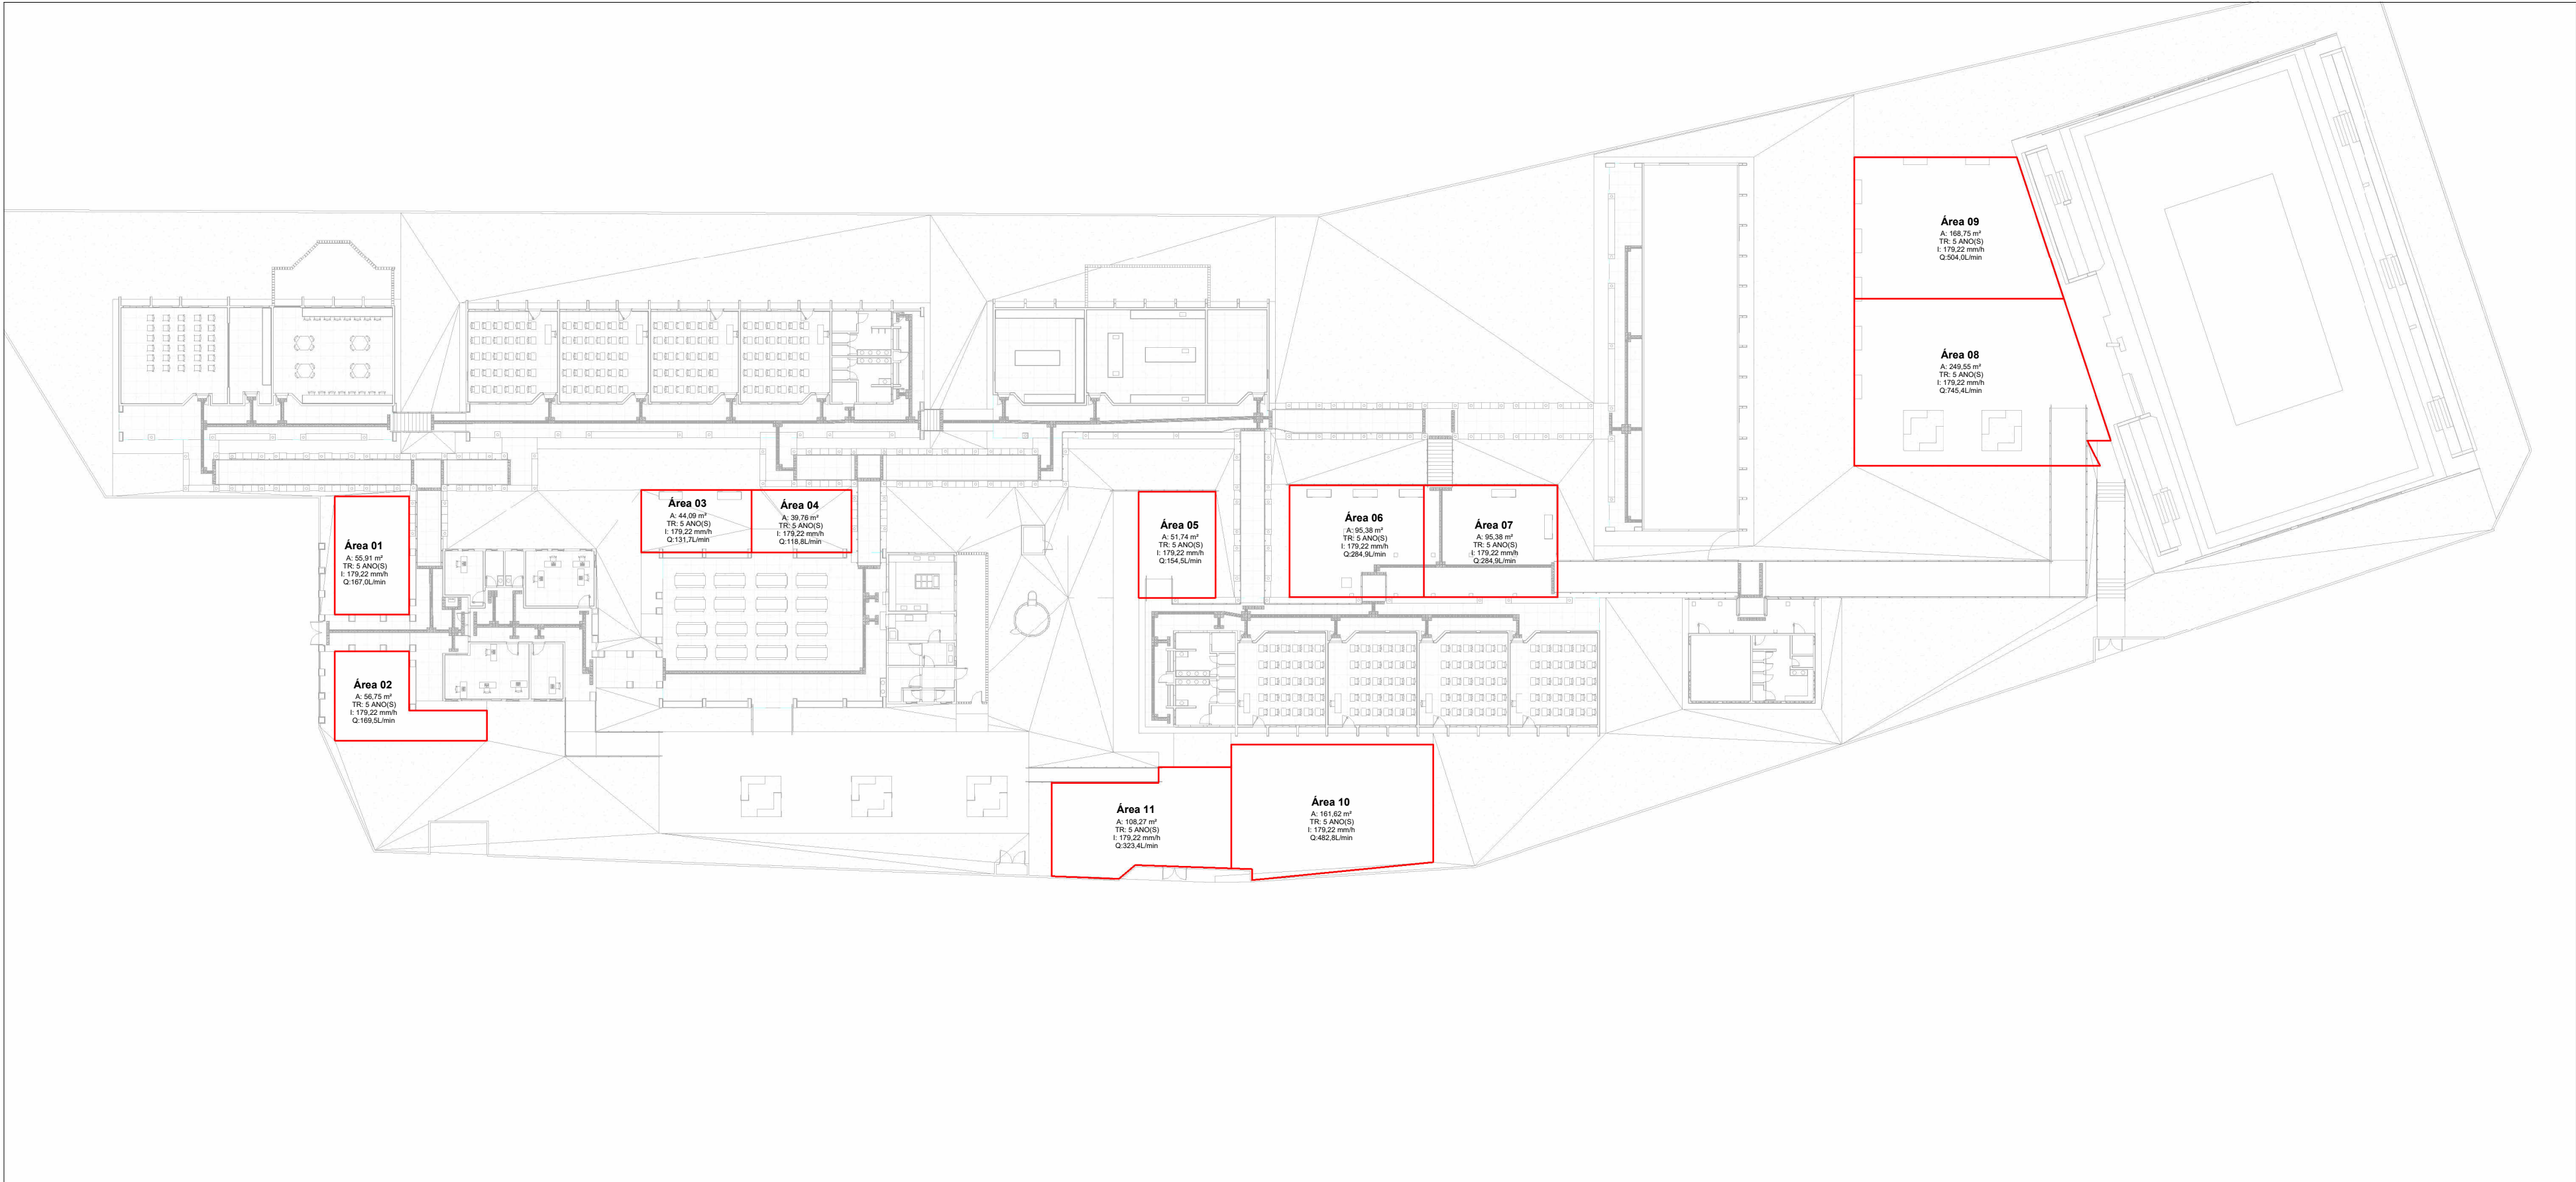 Área 09
A: 168,75 m²
TR: 5 ANO(S)
I: 179,22 mm/h
Q:504,0L/min
Área 08
A: 249,55 m²
TR: 5 ANO(S)
I: 179,22 mm/h
Q:745,4L/min
Área 03
A: 44,09 m²
TR: 5 ANO(S)
I: 179,22 mm/h
Q:131,7L/min
Área 04
A: 39,76 m²
TR: 5 ANO(S)
I: 179,22 mm/h
Q:118,8L/min
Área 05
A: 51,74 m²
TR: 5 ANO(S)
I: 179,22 mm/h
Q:154,5L/min
Área 06
A: 95,38 m²
TR: 5 ANO(S)
I: 179,22 mm/h
Q:284,9L/min
Área 07
A: 95,38 m²
TR: 5 ANO(S)
I: 179,22 mm/h
Q:284,9L/min
Área 01
A: 55,91 m²
TR: 5 ANO(S)
I: 179,22 mm/h
Q:167,0L/min
Área 02
A: 56,75 m²
TR: 5 ANO(S)
I: 179,22 mm/h
Q:169,5L/min
Área 11
A: 108,27 m²
TR: 5 ANO(S)
I: 179,22 mm/h
Q:323,4L/min
Área 10
A: 161,62 m²
TR: 5 ANO(S)
I: 179,22 mm/h
Q:482,8L/min